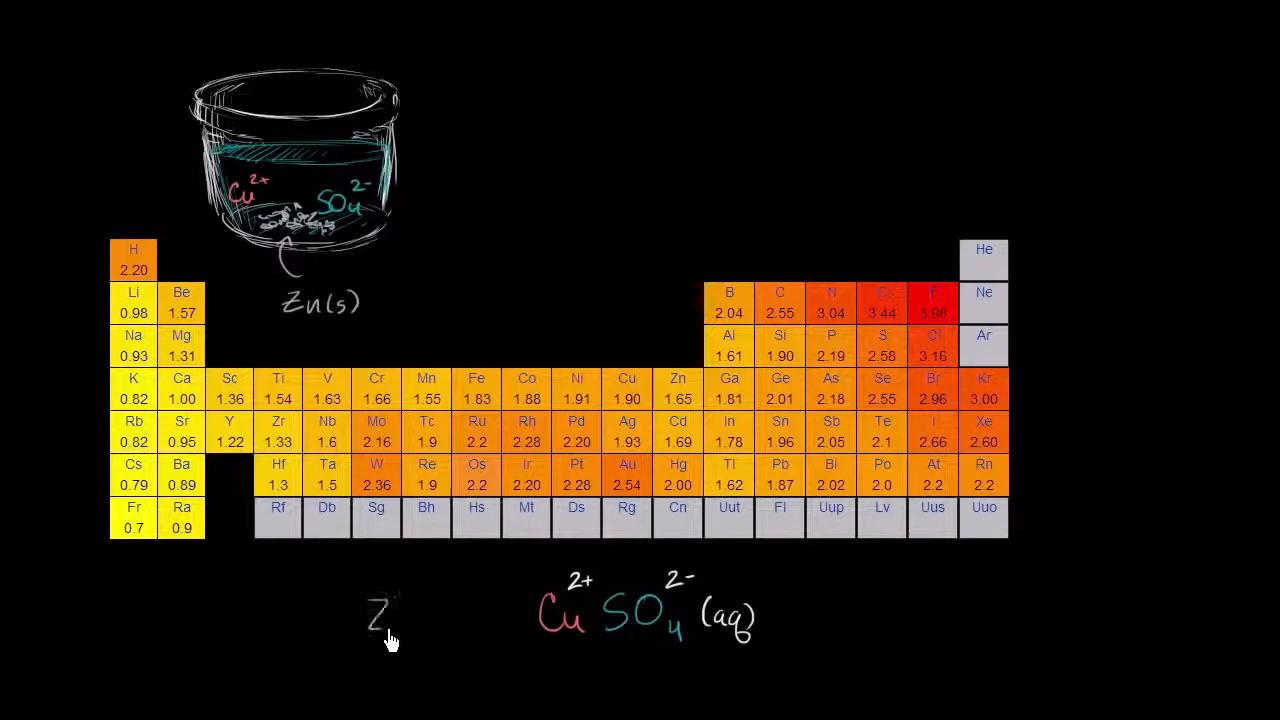 Cu 2+ SO4 2-
Zn(s)
H He
2.20
Li Be B C N O F Ne
0.98 1.57 2.04 2.55 3.04 3.44 3.98
Na Mg Al Si P S Cl Ar
0.93 1.31 1.61 1.90 2.19 2.58 3.16
K Ca Sc Ti V Cr Mn Fe Co Ni Cu Zn Ga Ge As Se Br Kr
0.82 1.00 1.36 1.54 1.63 1.66 1.55 1.83 1.88 1.91 1.90 1.65 1.81 2.01 2.18 2.55 2.96 3.00
Rb Sr Y Zr Nb Mo Tc Ru Rh Pd Ag Cd In Sn Sb Te I Xe
0.82 0.95 1.22 1.33 1.6 2.16 1.9 2.2 2.28 2.20 1.93 1.69 1.78 1.96 2.05 2.1 2.66 2.60
Cs Ba Hf Ta W Re Os Ir Pt Au Hg Tl Pb Bi Po At Rn
0.79 0.89 1.3 1.5 2.36 1.9 2.2 2.20 2.28 2.54 2.00 1.62 1.87 2.02 2.0 2.2 2.2
Fr Ra Rf Db Sg Bh Hs Mt Ds Rg Cn Uut Fl Uup Lv Uus Uuo
0.7 0.9
Z Cu 2+ SO4 2- (aq)